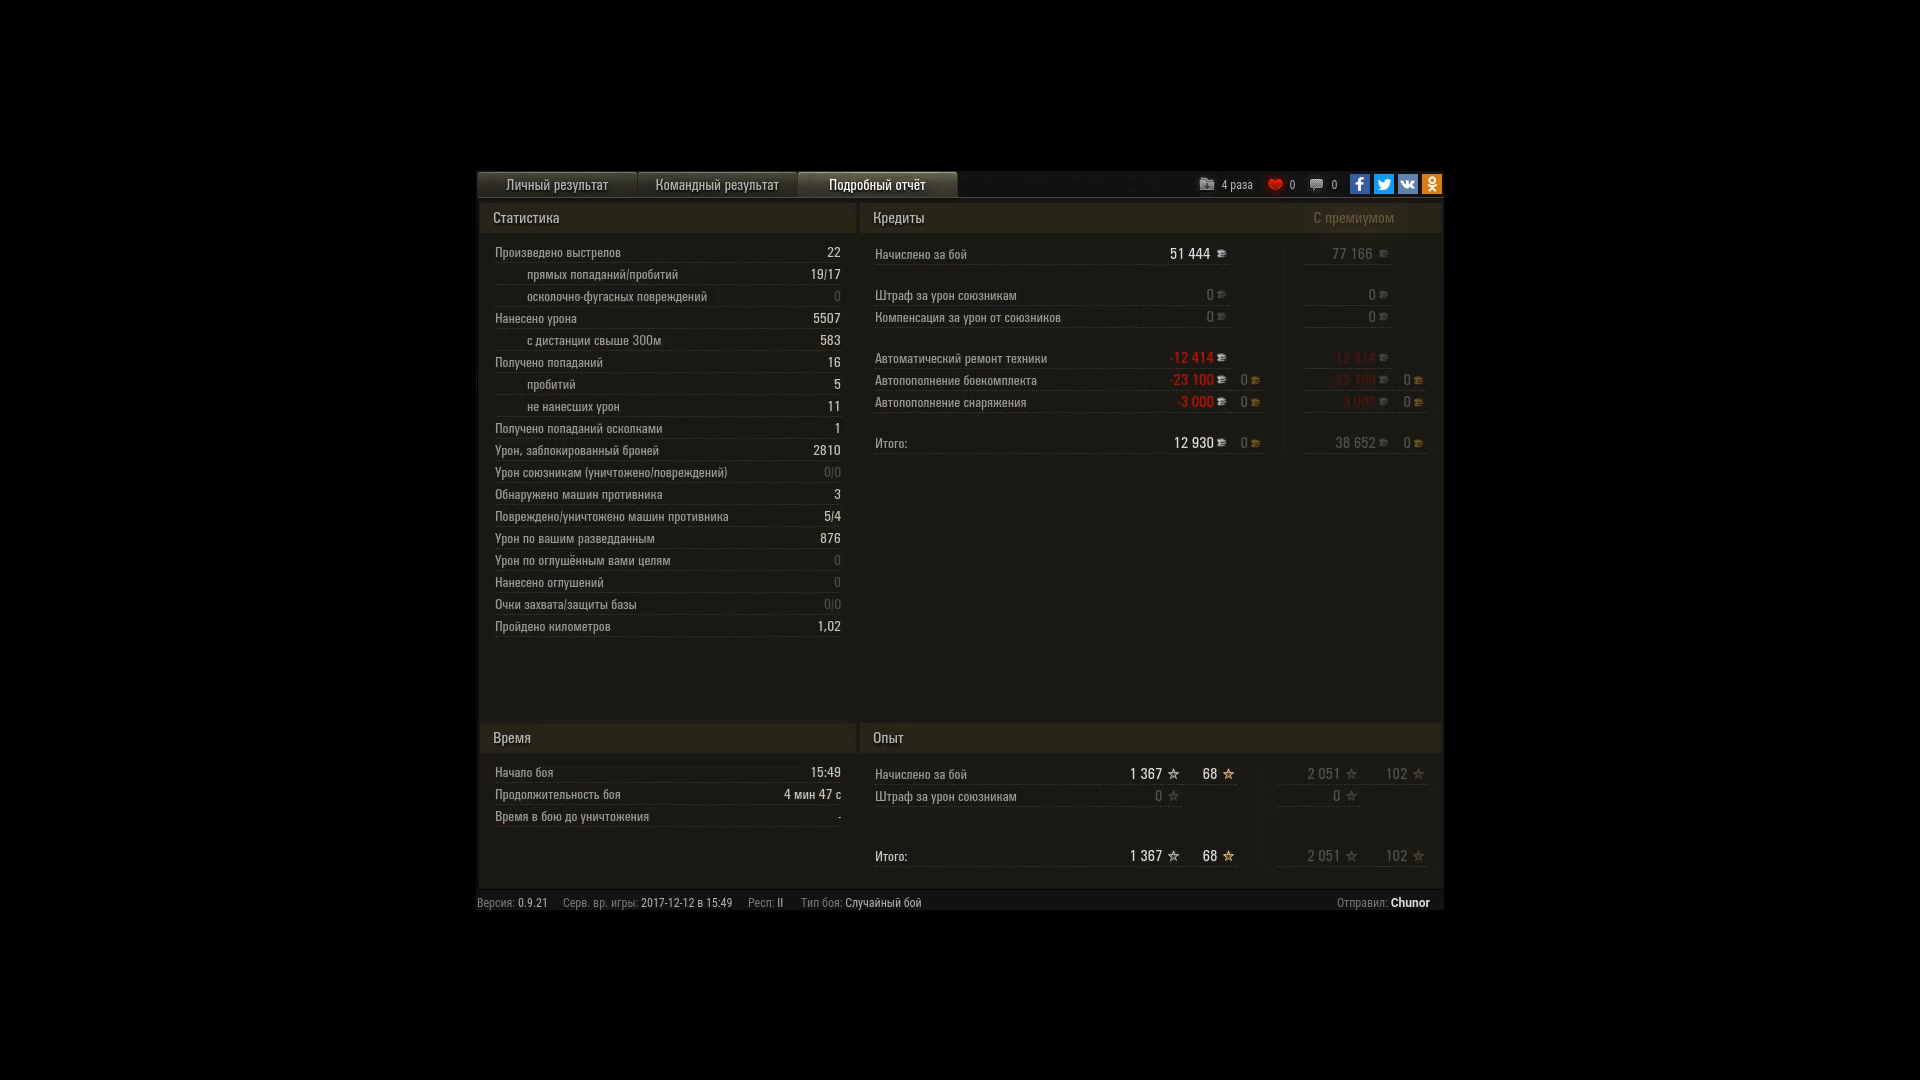 Личный результат Командный результат Подробный отчёт 4 раза 0 0
Статистика
Произведено выстрелов 22
прямых попаданий/пробитий 19/17
осколочно-фугасных повреждений 0
Нанесено урона 5507
с дистанции свыше 300м 583
Получено попаданий 16
пробитий 5
не нанесших урон 11
Получено попаданий осколками 1
Урон, заблокированный броней 2810
Урон союзникам (уничтожено/повреждений) 0/0
Обнаружено машин противника 3
Повреждено/уничтожено машин противника 5/4
Урон по вашим разведданным 876
Урон по оглушённым вами целям 0
Нанесено оглушений 0
Очки захвата/защиты базы 0/0
Пройдено километров 1,02
Кредиты С премиумом
Начислено за бой 51 444 77 166
Штраф за урон союзникам 0 0
Компенсация за урон от союзников 0 0
Автоматический ремонт техники -12 414 -12 414
Автопополнение боекомплекта -23 100 0 -23 100 0
Автопополнение снаряжения -3 000 0 -3 000 0
Итого: 12 930 0 38 652 0
Время
Начало боя 15:49
Продолжительность боя 4 мин 47 с
Время в бою до уничтожения -
Опыт
Начислено за бой 1 367 68 2 051 102
Штраф за урон союзникам 0 0
Итого: 1 367 68 2 051 102
Версия: 0.9.21 Серв. вр. игры: 2017-12-12 в 15:49 Респ: II Тип боя: Случайный бой Отправил: Chunor